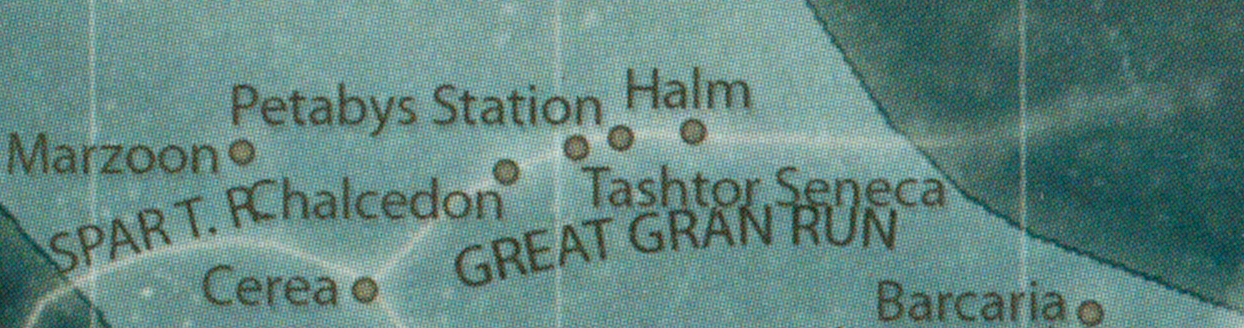 Halm
Petabys Station
Marzoon
Chalcedon
Tashtor Seneca
SPAR T. R
GREAT GRAN RUN
Cerea
Barcaria